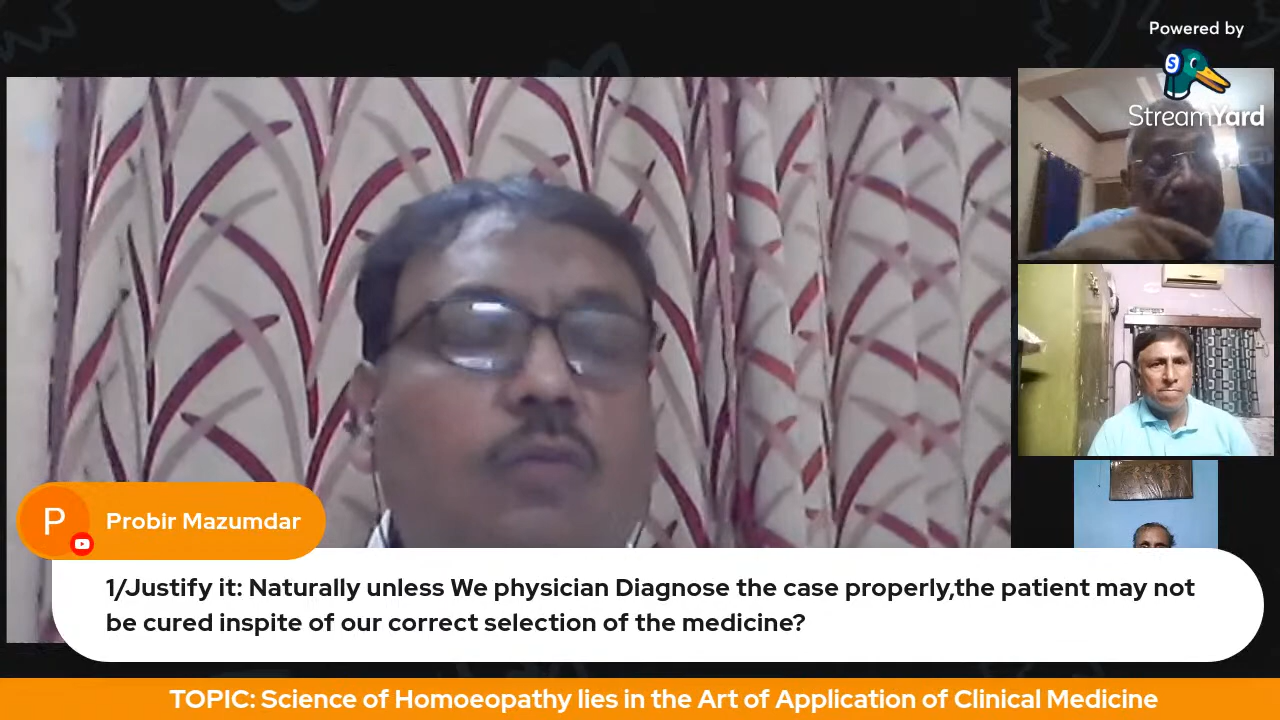 Powered by
S
StreamYard
P
Probir Mazumdar
1/Justify it: Naturally unless We physician Diagnose the case properly,the patient may not
be cured inspite of our correct selection of the medicine?
TOPIC: Science of Homoeopathy lies in the Art of Application of Clinical Medicine